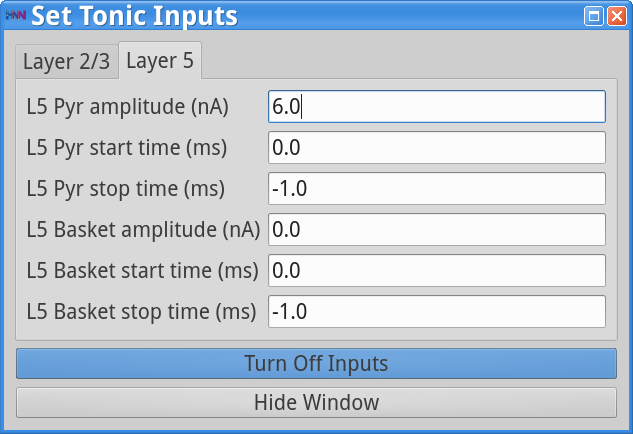 HNN Set Tonic Inputs
Layer 2/3 Layer 5
L5 Pyr amplitude (nA) 6.0
L5 Pyr start time (ms) 0.0
L5 Pyr stop time (ms) -1.0
L5 Basket amplitude (nA) 0.0
L5 Basket start time (ms) 0.0
L5 Basket stop time (ms) -1.0
Turn Off Inputs
Hide Window